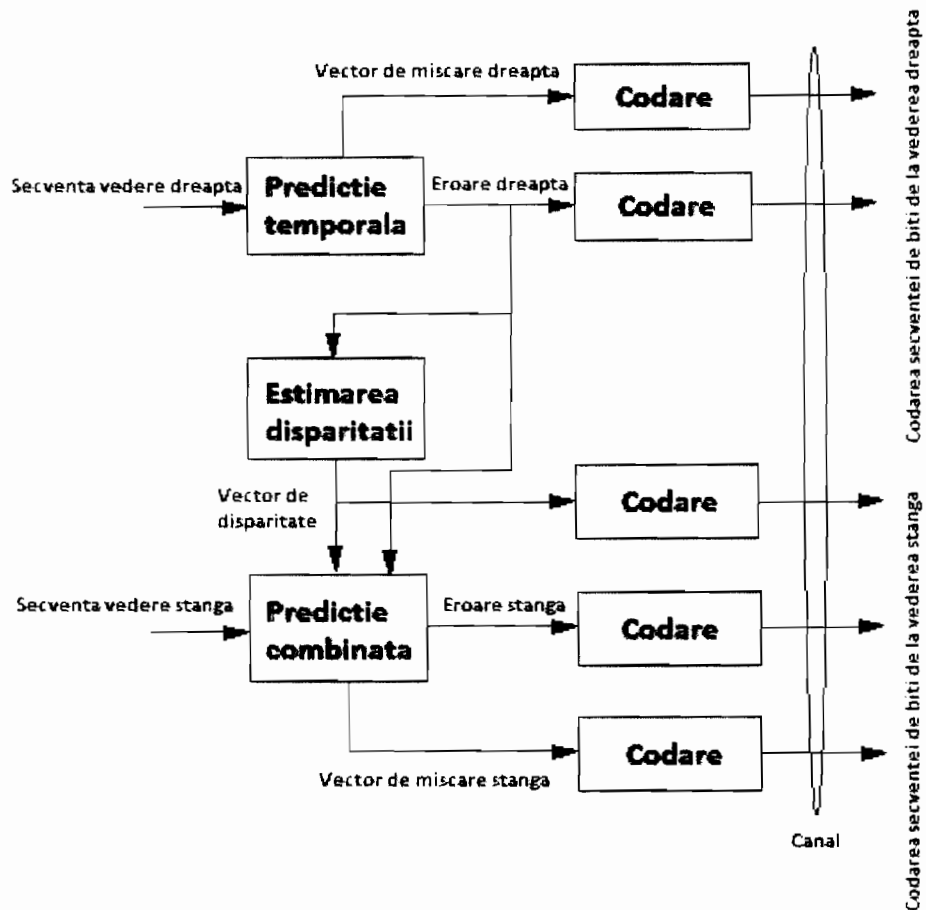 Vector de miscare dreapta
Codare
Secventa vedere dreapta
Predictie
temporala
Eroare dreapta
Codare
Codarea secventei de biti de la vederea dreapta
Estimarea
disparitatii
Vector de
disparitate
Codare
Secventa vedere stanga
Predictie
combinata
Eroare stanga
Codare
Vector de miscare stanga
Codare
Canal
Codarea secventei de biti de la vederea stanga